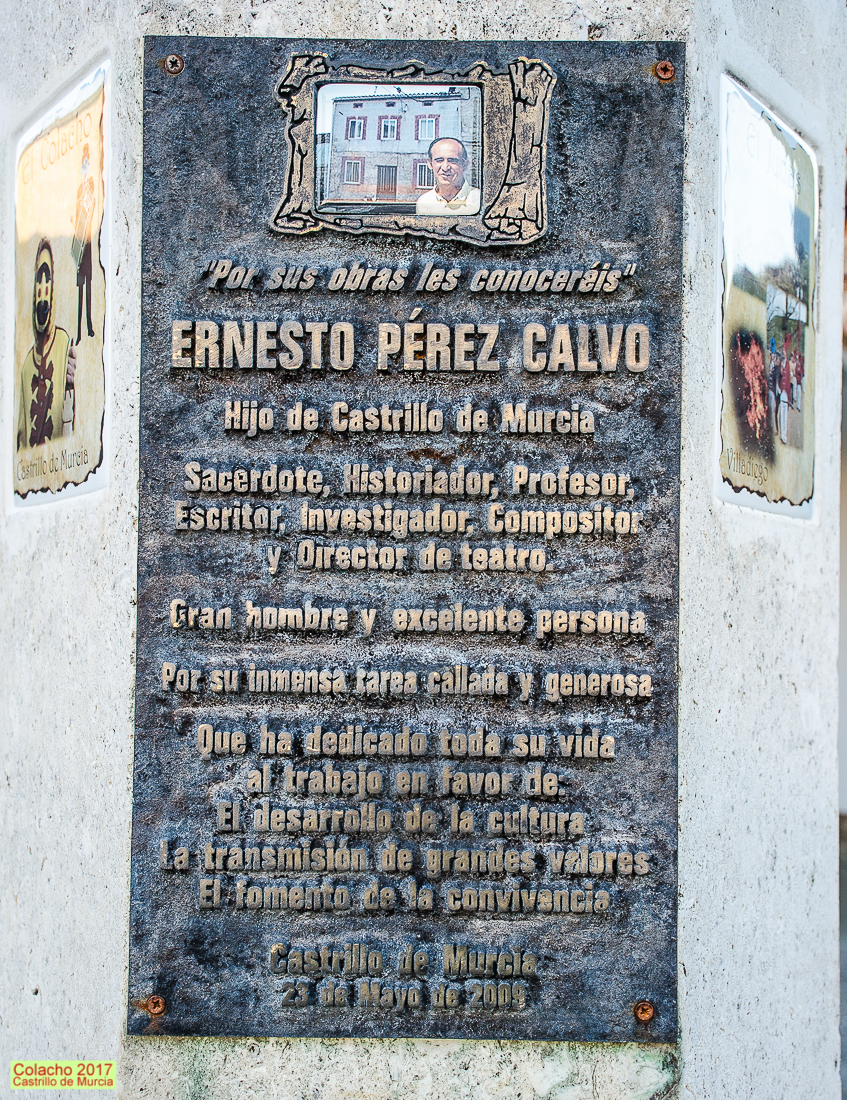 "Por sus obras les conoceréis"
ERNESTO PÉREZ CALVO
Hijo de Castrillo de Murcia
Sacerdote, Historiador, Profesor,
Escritor, Investigador, Compositor
y Director de teatro.
Gran hombre y excelente persona
Por su inmensa tarea callada y generosa
Que ha dedicado toda su vida
al trabajo en favor de:
El desarrollo de la cultura
La transmisión de grandes valores
El fomento de la convivencia
Castrillo de Murcia
23 de Mayo de 2009
el Colacho
Castrillo de Murcia
Villadiego
Colacho 2017
Castrillo de Murcia